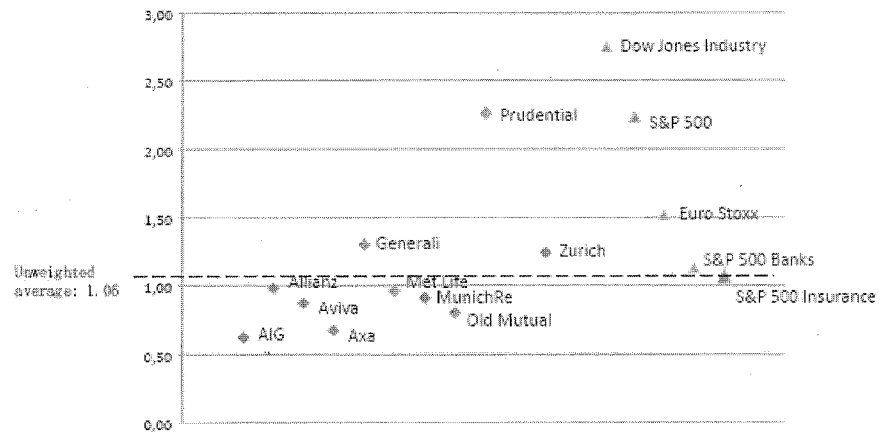 3,00
Dow Jones Industry
2,50
Prudential
S&P 500
2,00
1,50
Euro Stoxx
Generali
Zurich
S&P 500 Banks
Unweighted
average: 1.06
1,00
Allianz
Met Life
S&P 500 Insurance
MunichRe
Aviva
Old Mutual
AIG
Axa
0,50
0,00